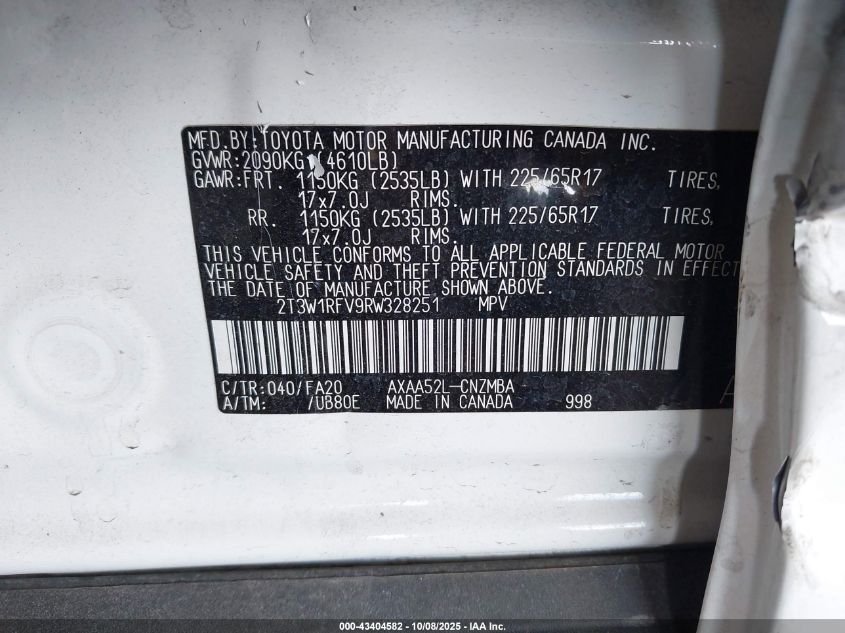 MFD.BY:TOYOTA MOTOR MANUFACTURING CANADA INC.
GVWR:2090KG (4610LB)
GAWR:FRT. 1150KG (2535LB) WITH 225/65R17 TIRES,
17x7.0J RIMS.
RR. 1150KG (2535LB) WITH 225/65R17 TIRES,
17x7.0J RIMS.
THIS VEHICLE CONFORMS TO ALL APPLICABLE FEDERAL MOTOR
VEHICLE SAFETY AND THEFT PREVENTION STANDARDS IN EFFECT
THE DATE OF MANUFACTURE SHOWN ABOVE.
2T3W1RFV9RW328251 MPV
C/TR:040/FA20 AXAA52L-CNZMBA
A/TM: /UB80E MADE IN CANADA 998
000-43404582 - 10/08/2025 - IAA Inc.